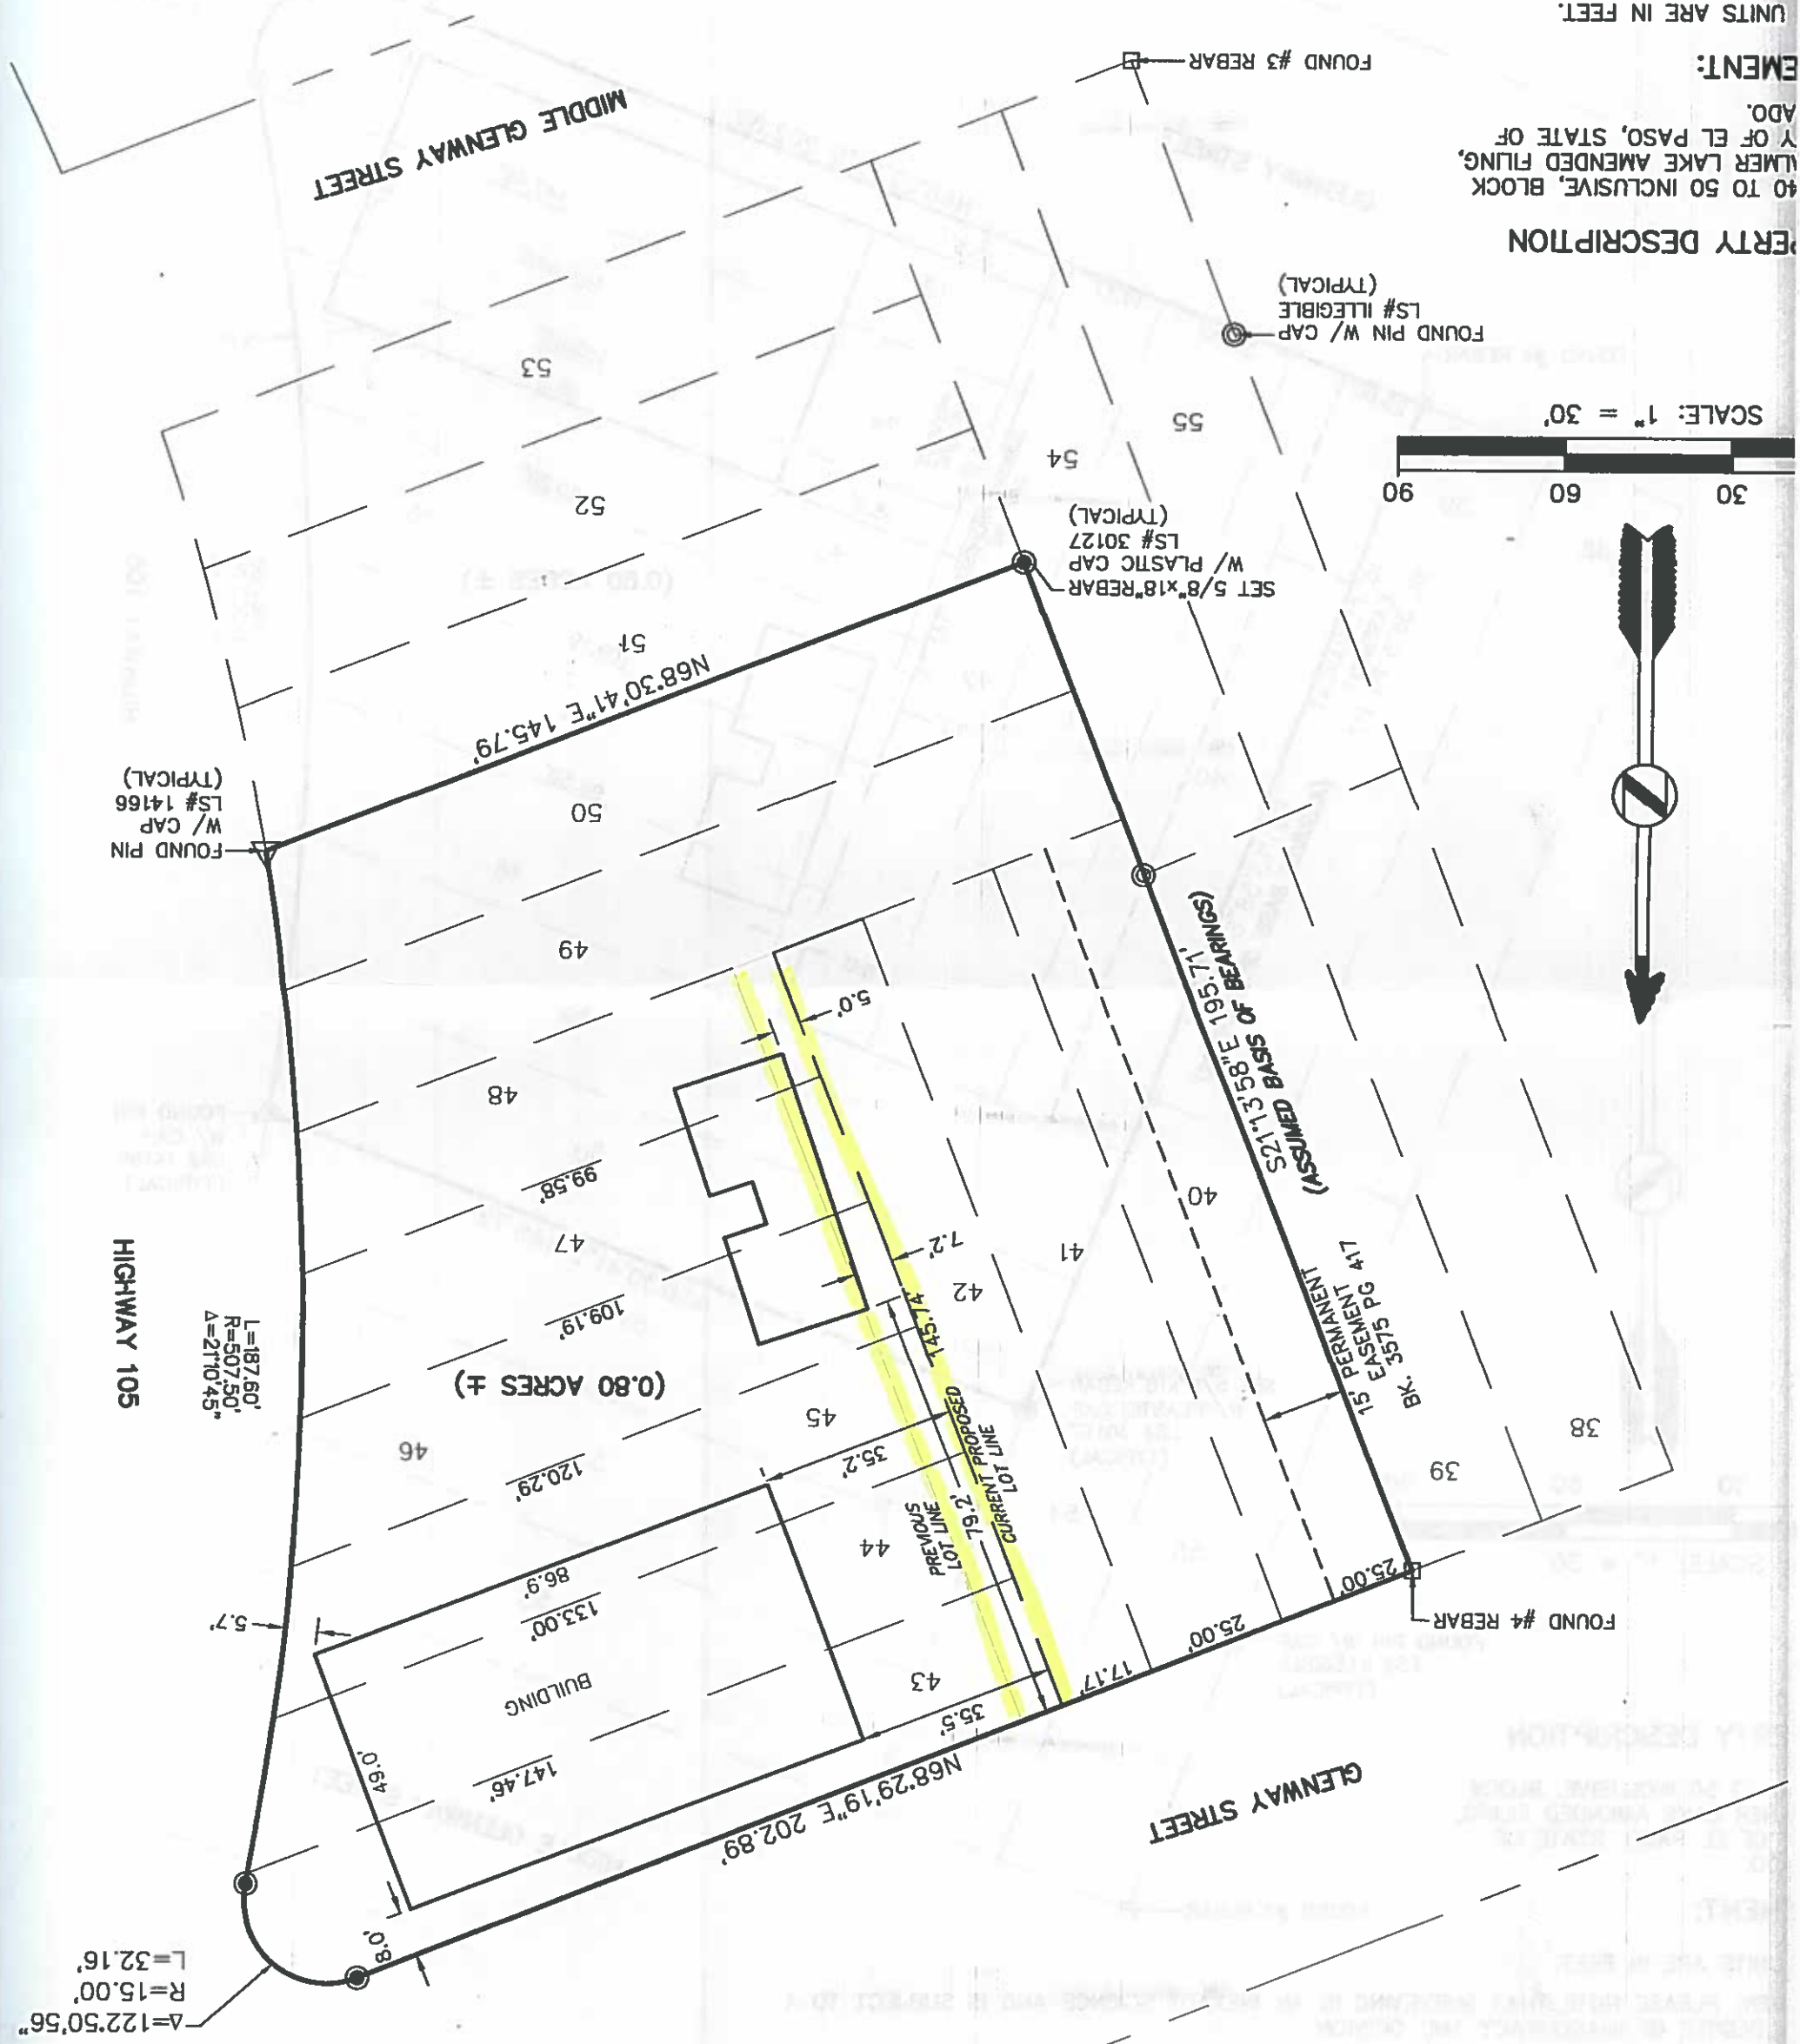 Δ=122°50'56"
R=15.00'
L=32.16'
8.0'
N68°29'19"E 202.89'
GLENWAY STREET
49.0'
147.46'
BUILDING
133.00'
86.9'
5.7'
35.5'
43
17.17'
25.00'
25.00'
FOUND #4 REBAR
PREVIOUS
LOT LINE
79.2'
CURRENT PROPOSED
LOT LINE
44
35.2'
45
120.29'
46
(0.80 ACRES ±)
145.74'
109.19'
47
99.58'
48
7.2'
42
41
40
39
38
15' PERMANENT
EASEMENT
BK. 3575 PG 417
L=187.60'
R=507.50'
Δ=21°10'45"
HIGHWAY 105
S21°13'58"E 195.71'
(ASSUMED BASIS OF BEARINGS)
5.0'
49
50
FOUND PIN
W/ CAP
LS# 14166
(TYPICAL)
N68°30'41"E 145.79'
51
SET 5/8"x18"REBAR
W/ PLASTIC CAP
LS# 30127
(TYPICAL)
52
53
54
55
30
60
90
SCALE: 1" = 30'
FOUND PIN W/ CAP
LS# ILLEGIBLE
(TYPICAL)
PERTY DESCRIPTION
40 TO 50 INCLUSIVE, BLOCK
ALMER LAKE AMENDED FILING,
Y OF EL PASO, STATE OF
ADO.
EMENT:
UNITS ARE IN FEET.
FOUND #3 REBAR
MIDDLE GLENWAY STREET